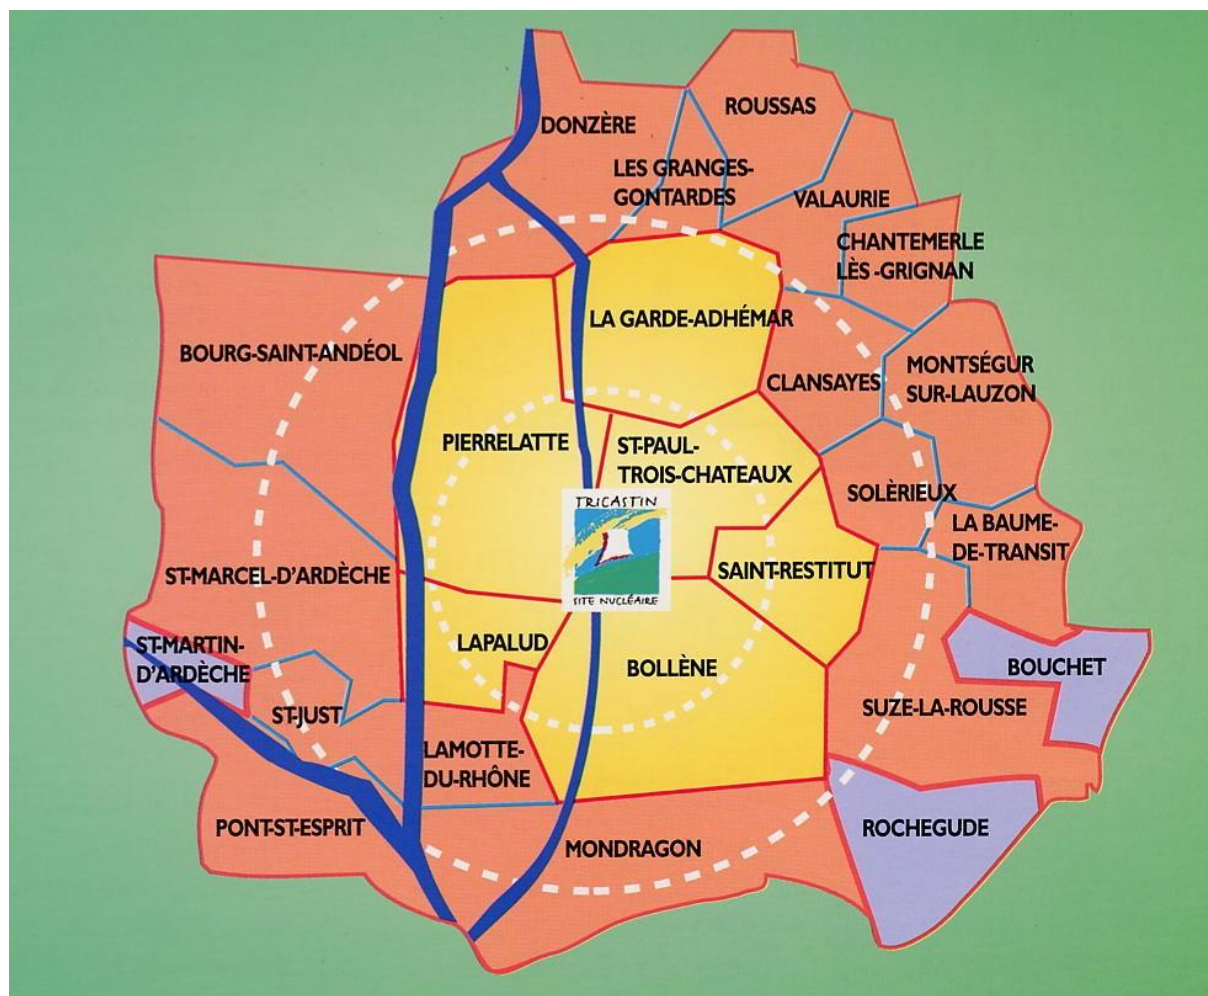 ROUSSAS
DONZÈRE
LES GRANGES-
GONTARDES
VALAURIE
CHANTEMERLE
LÈS -GRIGNAN
LA GARDE-ADHÉMAR
BOURG-SAINT-ANDÉOL
MONTSÉGUR
SUR-LAUZON
CLANSAYES
PIERRELATTE
ST-PAUL-
TROIS-CHATEAUX
SOLÈRIEUX
TRICASTIN
SITE NUCLÉAIRE
LA BAUME-
DE-TRANSIT
SAINT-RESTITUT
ST-MARCEL-D'ARDÈCHE
ST-MARTIN-
D'ARDÈCHE
LAPALUD
BOLLÈNE
BOUCHET
ST-JUST
SUZE-LA-ROUSSE
LAMOTTE-
DU-RHÔNE
PONT-ST-ESPRIT
MONDRAGON
ROCHEGUDE